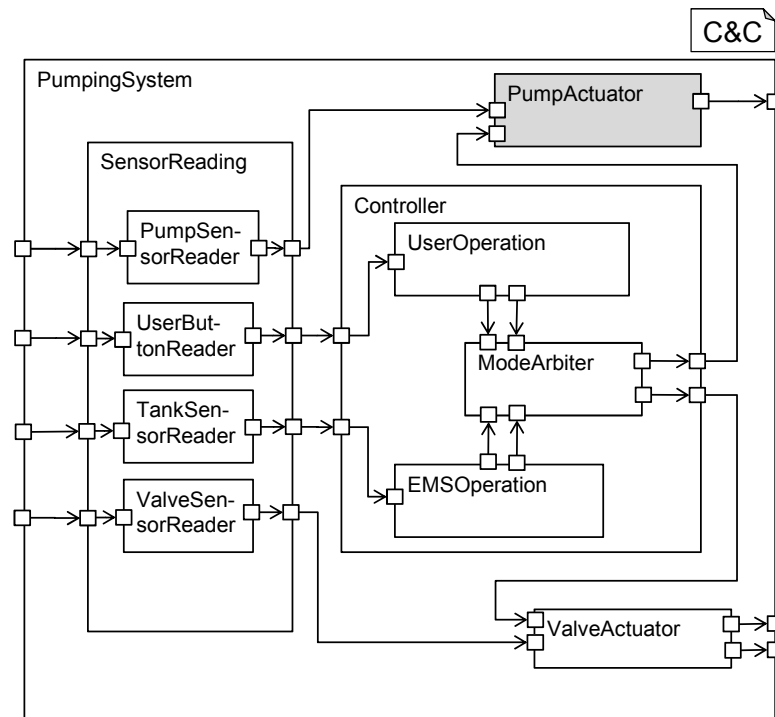 C&C
PumpingSystem
PumpActuator
SensorReading
PumpSen-
sorReader
Controller
UserOperation
UserBut-
tonReader
ModeArbiter
TankSen-
sorReader
EMSOperation
ValveSen-
sorReader
ValveActuator